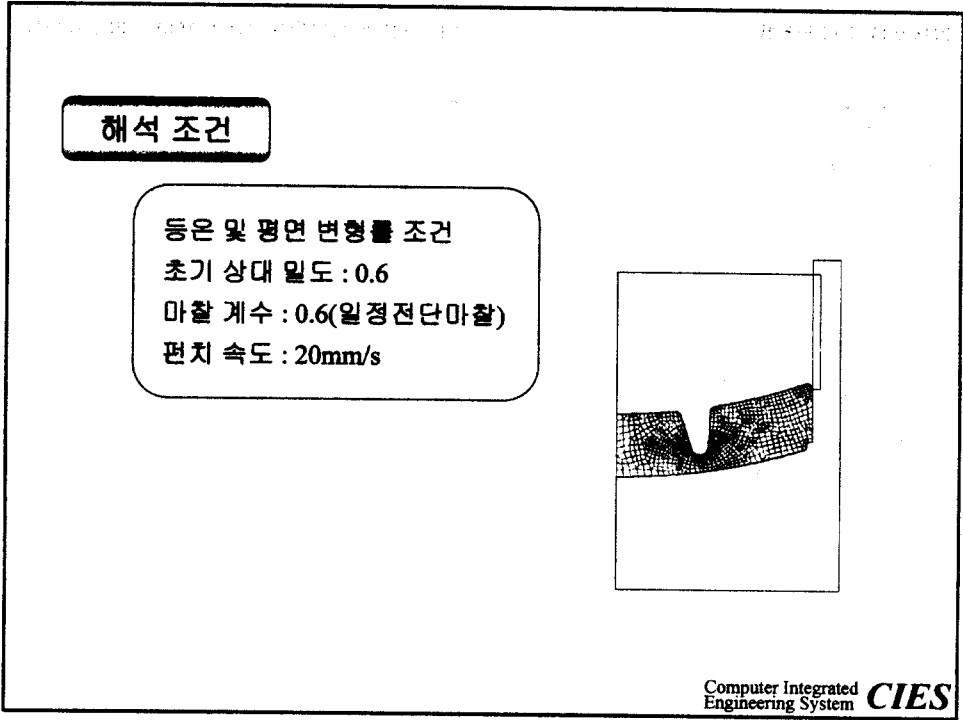 해석 조건
등온 및 평면 변형률 조건
초기 상대 밀도 : 0.6
마찰 계수 : 0.6(일정전단마찰)
펀치 속도 : 20mm/s
Computer Integrated
Engineering System CIES